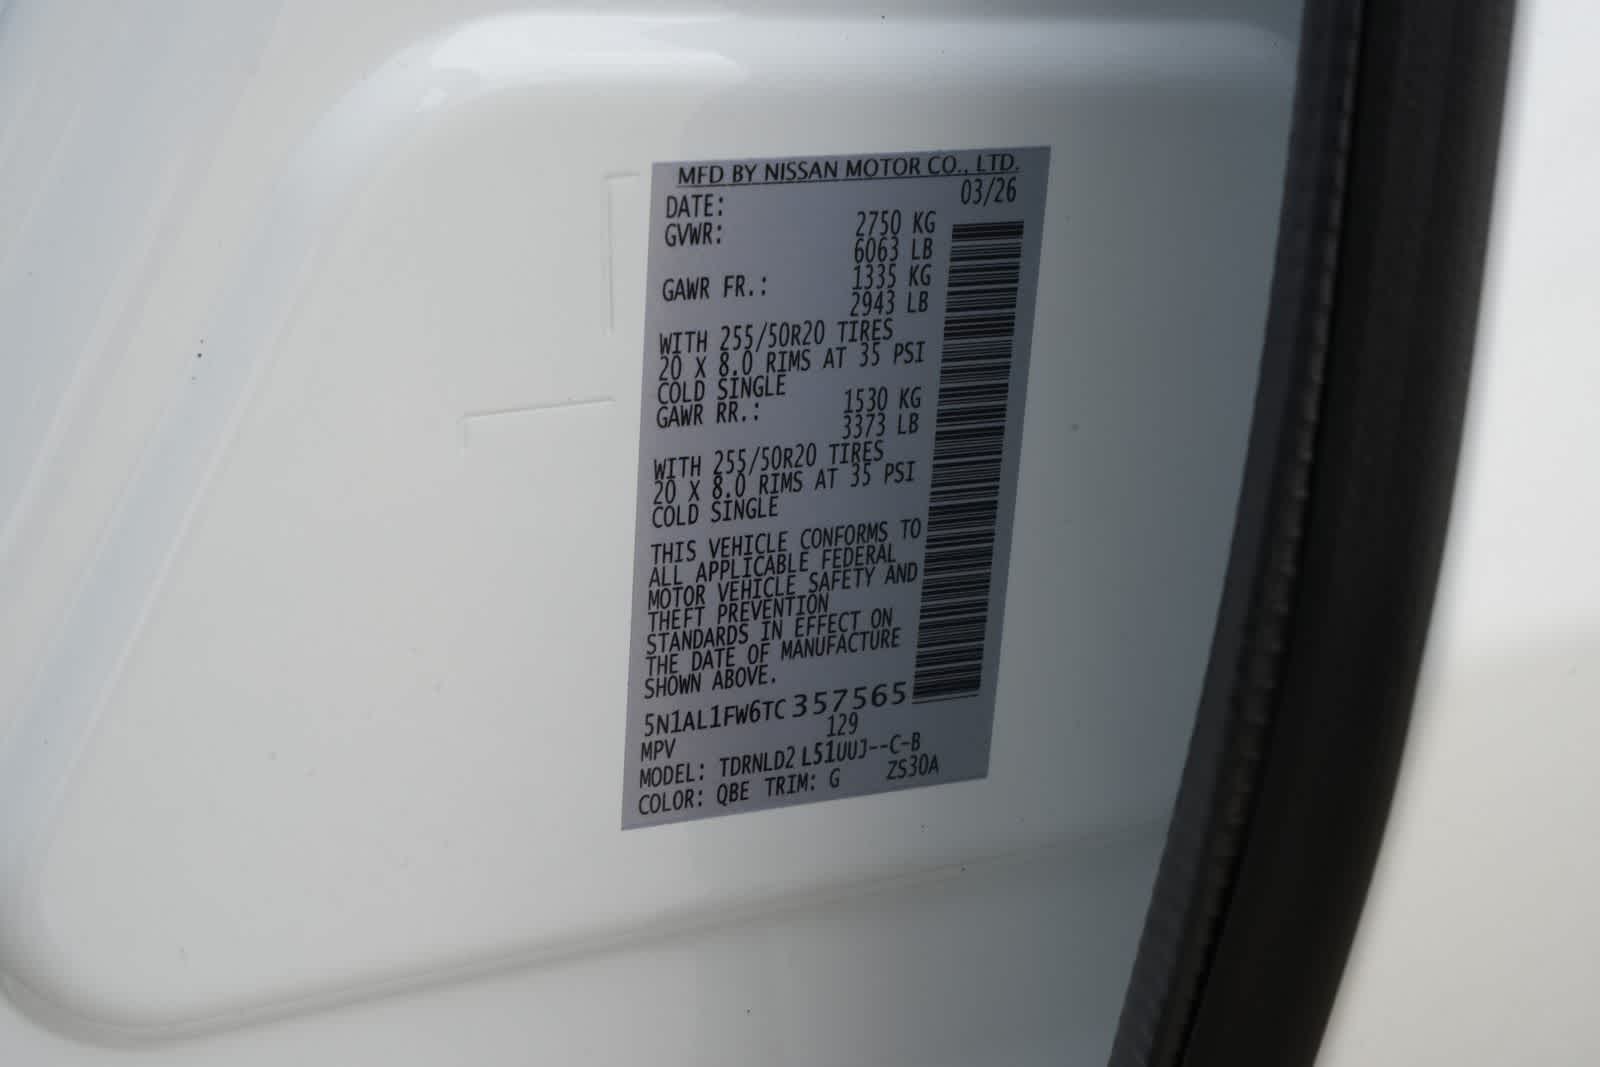 MFD BY NISSAN MOTOR CO., LTD.
DATE: 03/26
GVWR: 2750 KG
6063 LB
GAWR FR.: 1335 KG
2943 LB
WITH 255/50R20 TIRES
20 X 8.0 RIMS AT 35 PSI
COLD SINGLE
GAWR RR.: 1530 KG
3373 LB
WITH 255/50R20 TIRES
20 X 8.0 RIMS AT 35 PSI
COLD SINGLE
THIS VEHICLE CONFORMS TO
ALL APPLICABLE FEDERAL
MOTOR VEHICLE SAFETY AND
THEFT PREVENTION
STANDARDS IN EFFECT ON
THE DATE OF MANUFACTURE
SHOWN ABOVE.
5N1AL1FW6TC357565
MPV 129
MODEL: TDRNLD2 L51UUJ--C-B
COLOR: QBE TRIM: G ZS30A